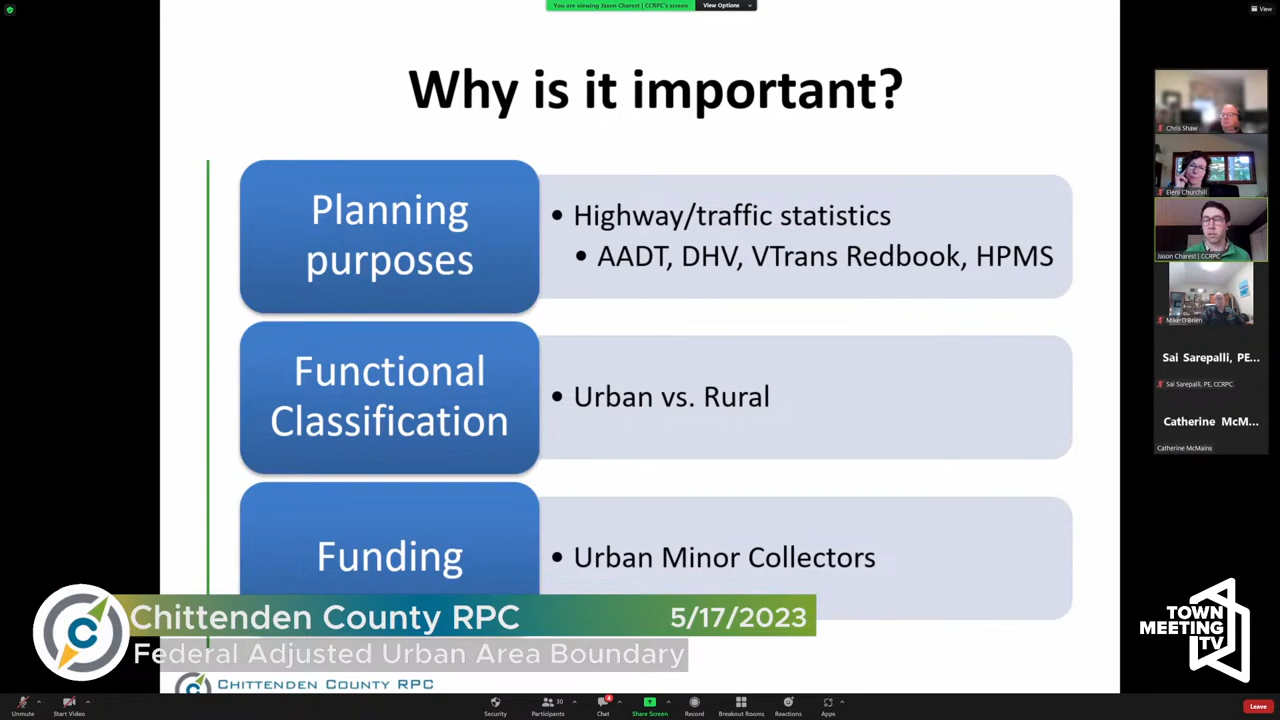 You are viewing Jason Charest | CCRPC's screen
View Options
View
Why is it important?
Planning
purposes
• Highway/traffic statistics
• AADT, DHV, VTrans Redbook, HPMS
Functional
Classification
• Urban vs. Rural
Funding
• Urban Minor Collectors
Chris Shaw
Eleni Churchill
Jason Charest | CCRPC
Mike O'Brien
Sai Sarepalli, PE...
Sai Sarepalli, PE, CCRPC
Catherine McM...
Catherine McMains
C
Chittenden County RPC
5/17/2023
Federal Adjusted Urban Area Boundary
CHITTENDEN COUNTY RPC
TOWN
MEETING
TV
Unmute
Start Video
Security
Participants
30
Chat
4
Share Screen
Record
Breakout Rooms
Reactions
Apps
Leave